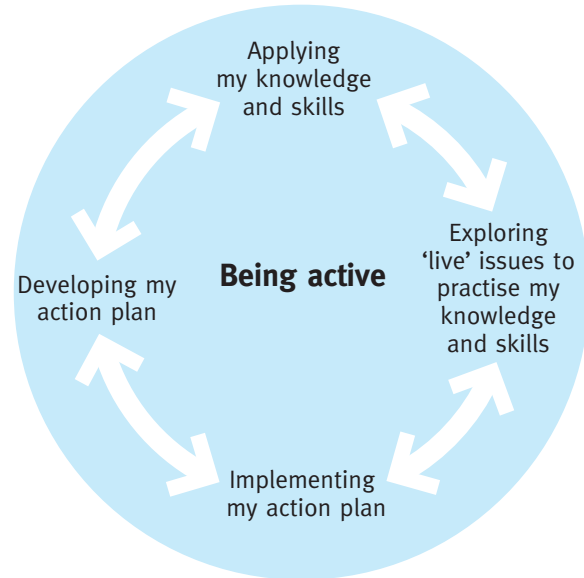 Applying
my knowledge
and skills
Exploring
‘live’ issues to
practise my
knowledge
and skills
Being active
Developing my
action plan
Implementing
my action plan